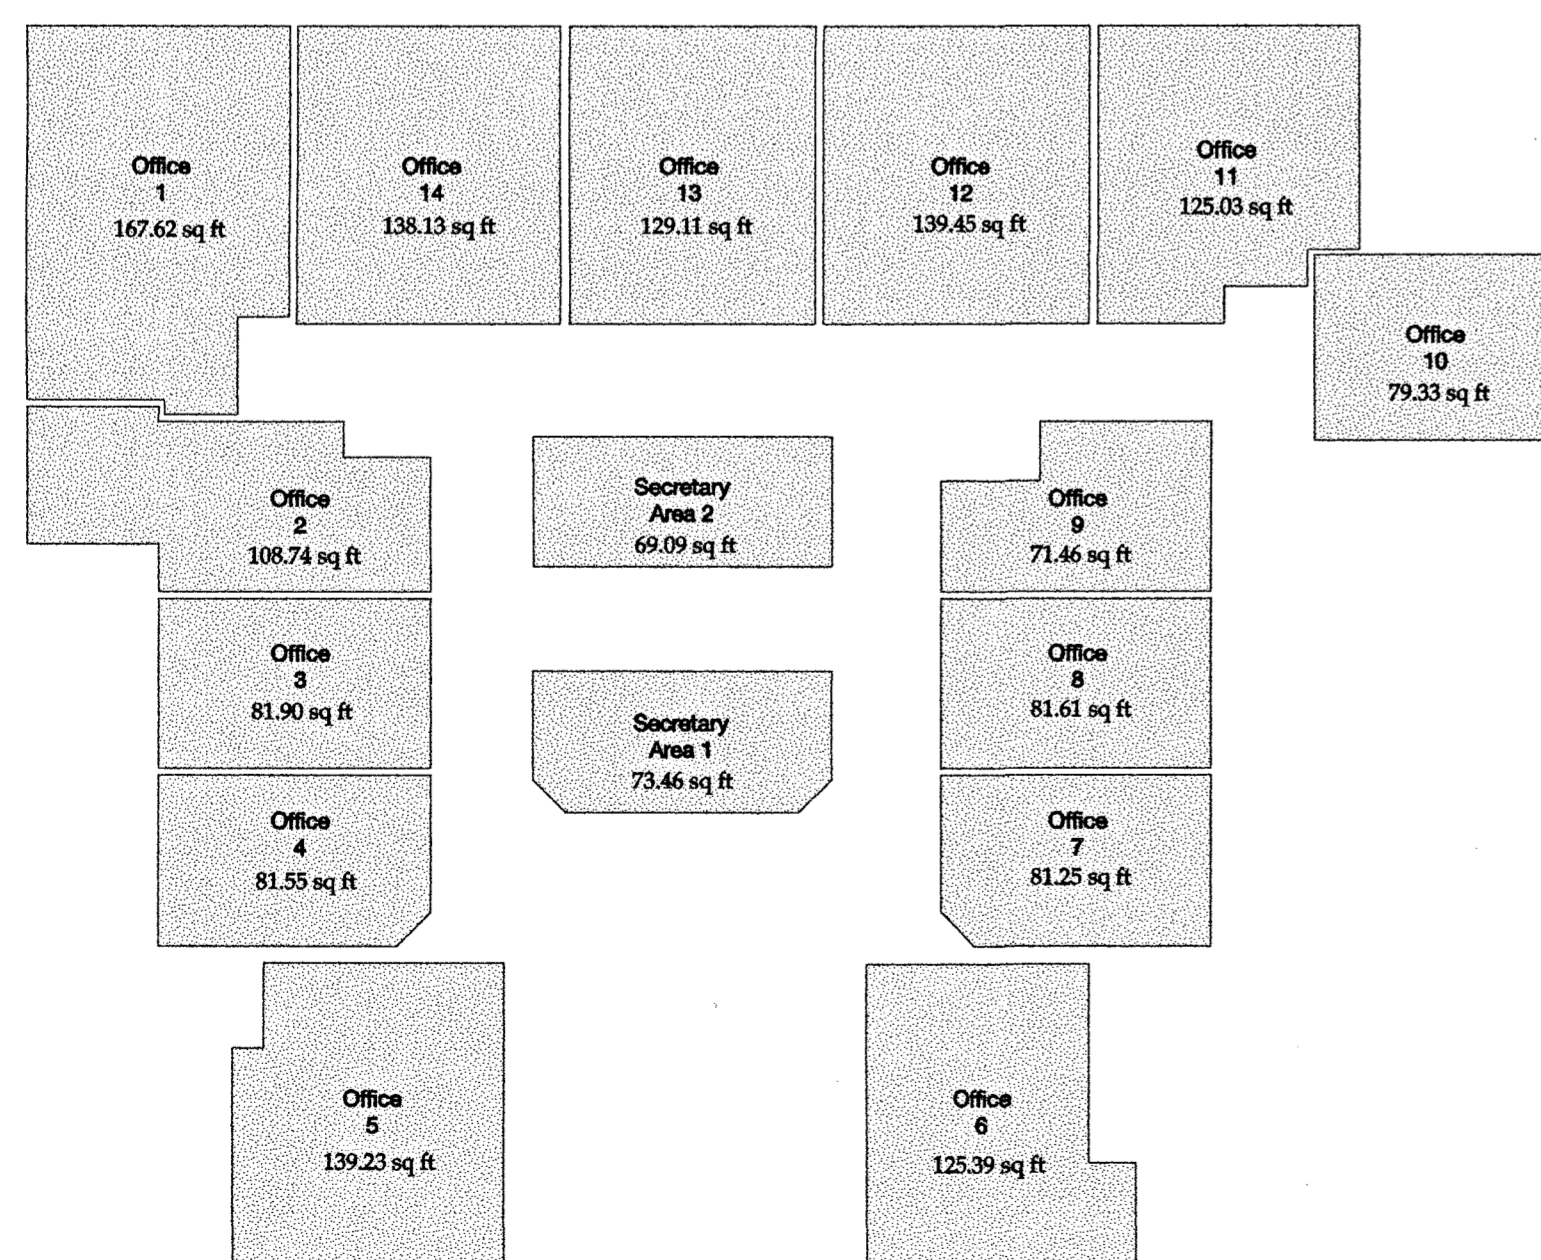 Office
1
167.62 sq ft
Office
14
138.13 sq ft
Office
13
129.11 sq ft
Office
12
139.45 sq ft
Office
11
125.03 sq ft
Office
10
79.33 sq ft
Office
2
108.74 sq ft
Secretary
Area 2
69.09 sq ft
Office
9
71.46 sq ft
Office
3
81.90 sq ft
Secretary
Area 1
73.46 sq ft
Office
8
81.61 sq ft
Office
4
81.55 sq ft
Office
7
81.25 sq ft
Office
5
139.23 sq ft
Office
6
125.39 sq ft